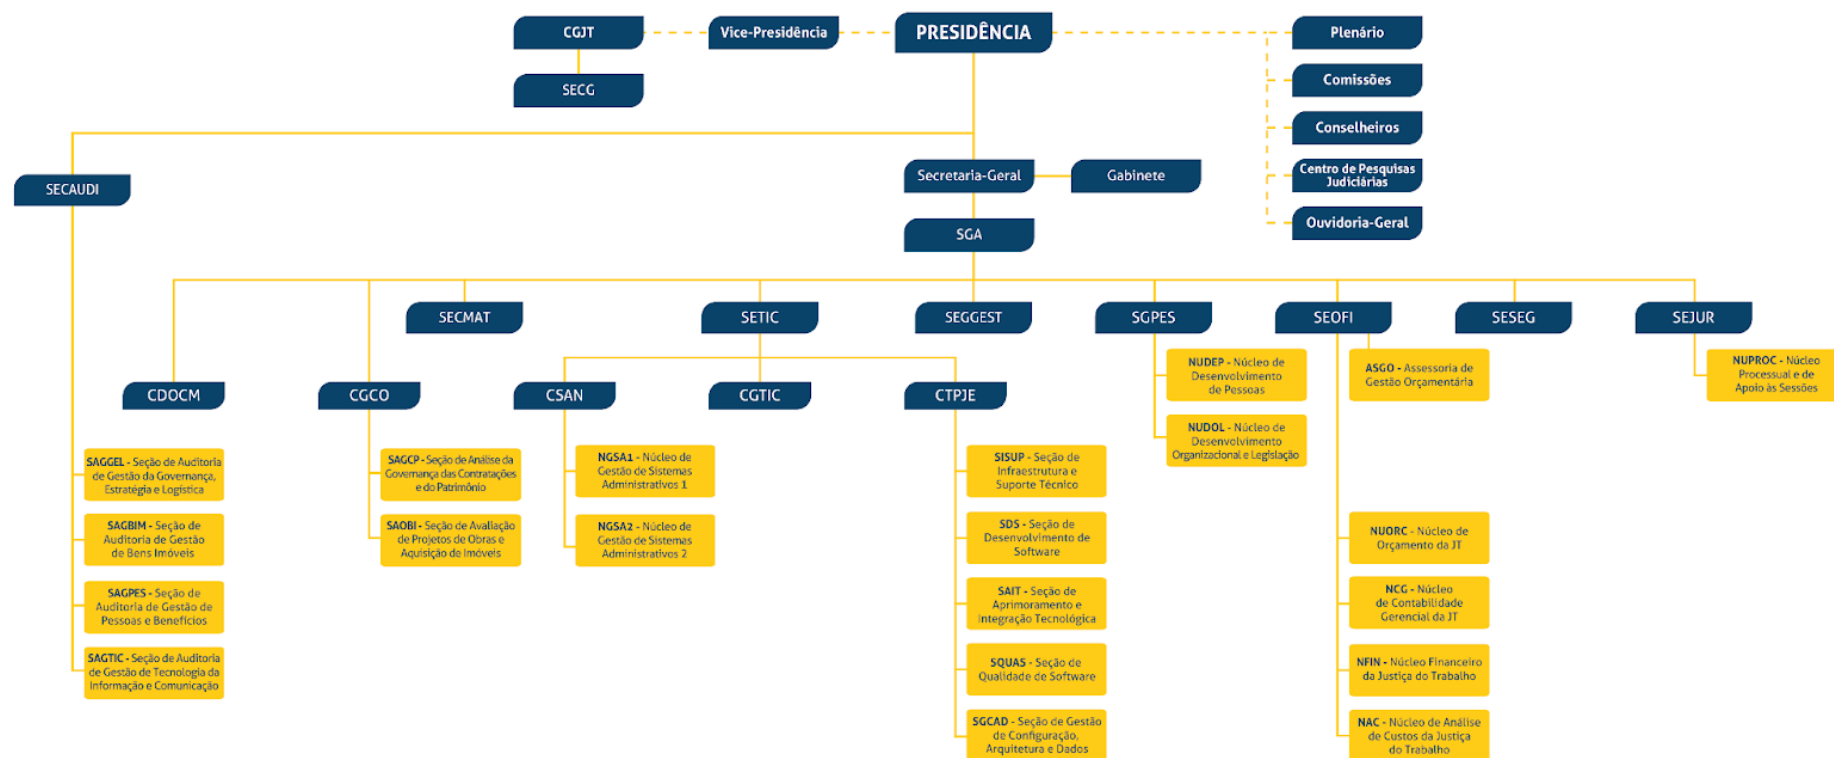 CGJT
Vice-Presidência
PRESIDÊNCIA
Plenário
SECG
Comissões
Conselheiros
Centro de Pesquisas
Judiciárias
Ouvidoria-Geral
SECAUDI
Secretaria-Geral
Gabinete
SGA
SECMAT
SETIC
SEGGEST
SGPES
SEOFI
SESEG
SEJUR
CDOCM
CGCO
CSAN
CGTIC
CTPJE
NUDEP - Núcleo de
Desenvolvimento
de Pessoas
NUDOL - Núcleo de
Desenvolvimento
Organizacional e Legislação
ASGO - Assessoria de
Gestão Orçamentária
NUPROC - Núcleo
Processual e de
Apoio às Sessões
SAGGEL - Seção de Auditoria
de Gestão da Governança,
Estratégia e Logística
SAGBIM - Seção de
Auditoria de Gestão
de Bens Imóveis
SAGPES - Seção de
Auditoria de Gestão de
Pessoas e Benefícios
SAGTIC - Seção de Auditoria
de Gestão de Tecnologia da
Informação e Comunicação
SAGCP - Seção de Análise da
Governança das Contratações
e do Patrimônio
SAOBI - Seção de Avaliação
de Projetos de Obras e
Aquisição de Imóveis
NGSA1 - Núcleo de
Gestão de Sistemas
Administrativos 1
NGSA2 - Núcleo de
Gestão de Sistemas
Administrativos 2
SISUP - Seção de
Infraestrutura e
Suporte Técnico
SDS - Seção de
Desenvolvimento de
Software
SAIT - Seção de
Aprimoramento e
Integração Tecnológica
SQUAS - Seção de
Qualidade de Software
SGCAD - Seção de Gestão
de Configuração,
Arquitetura e Dados
NUORC - Núcleo de
Orçamento da JT
NCG - Núcleo
de Contabilidade
Gerencial da JT
NFIN - Núcleo Financeiro
da Justiça do Trabalho
NAC - Núcleo de Análise
de Custos da Justiça
do Trabalho